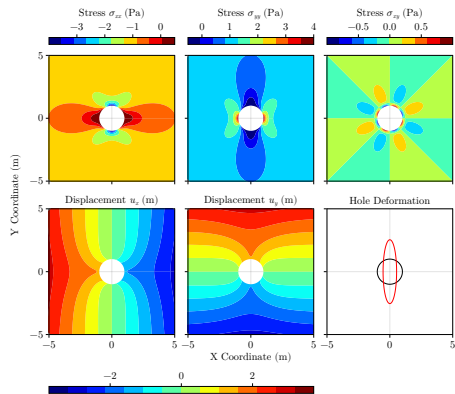 Stress σxx (Pa) Stress σyy (Pa) Stress σxy (Pa)
−3 −2 −1 0 0 1 2 3 4 −0.5 0.0 0.5
5
0
−5
Y Coordinate (m)
Displacement ux (m) Displacement uy (m) Hole Deformation
5
0
−5
−5 0 5 −5 0 5 −5 0 5
X Coordinate (m)
−2 0 2